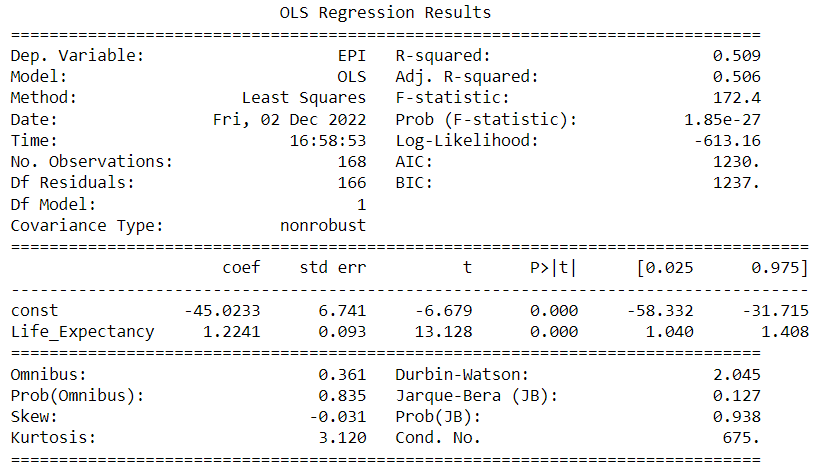 OLS Regression Results
==============================================================================
Dep. Variable: EPI R-squared: 0.509
Model: OLS Adj. R-squared: 0.506
Method: Least Squares F-statistic: 172.4
Date: Fri, 02 Dec 2022 Prob (F-statistic): 1.85e-27
Time: 16:58:53 Log-Likelihood: -613.16
No. Observations: 168 AIC: 1230.
Df Residuals: 166 BIC: 1237.
Df Model: 1
Covariance Type: nonrobust
===================================================================================
coef std err t P>|t| [0.025 0.975]
-----------------------------------------------------------------------------------
const -45.0233 6.741 -6.679 0.000 -58.332 -31.715
Life_Expectancy 1.2241 0.093 13.128 0.000 1.040 1.408
==============================================================================
Omnibus: 0.361 Durbin-Watson: 2.045
Prob(Omnibus): 0.835 Jarque-Bera (JB): 0.127
Skew: -0.031 Prob(JB): 0.938
Kurtosis: 3.120 Cond. No. 675.
==============================================================================